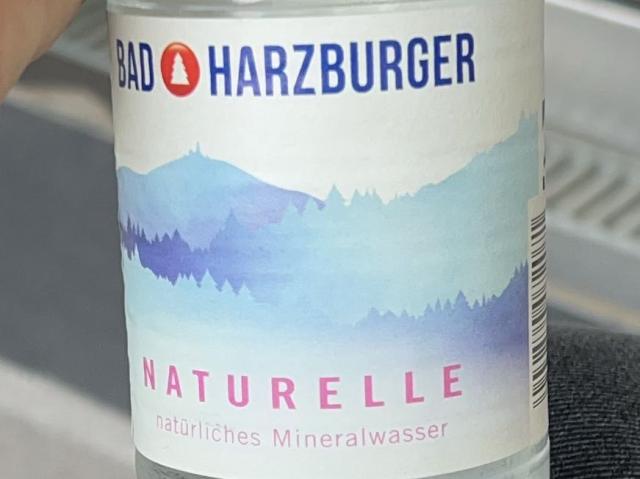 BAD HARZBURGER
NATURELLE
natürliches Mineralwasser